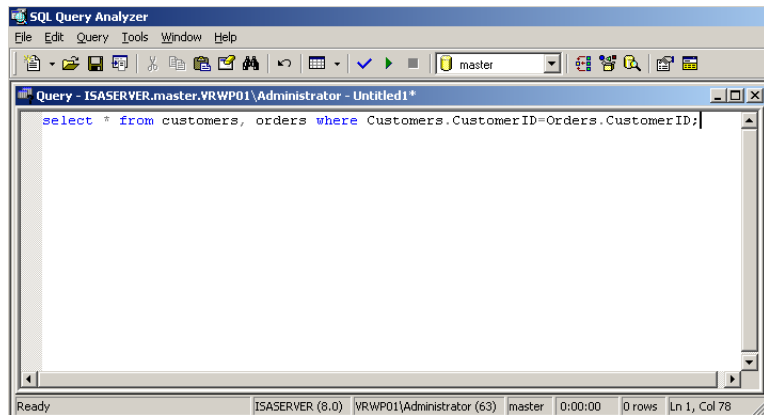 SQL Query Analyzer
File Edit Query Tools Window Help
master
Query - ISASERVER.master.VRWP01\Administrator - Untitled1*
select * from customers, orders where Customers.CustomerID=Orders.CustomerID;
Ready ISASERVER (8.0) VRWP01\Administrator (63) master 0:00:00 0 rows Ln 1, Col 78